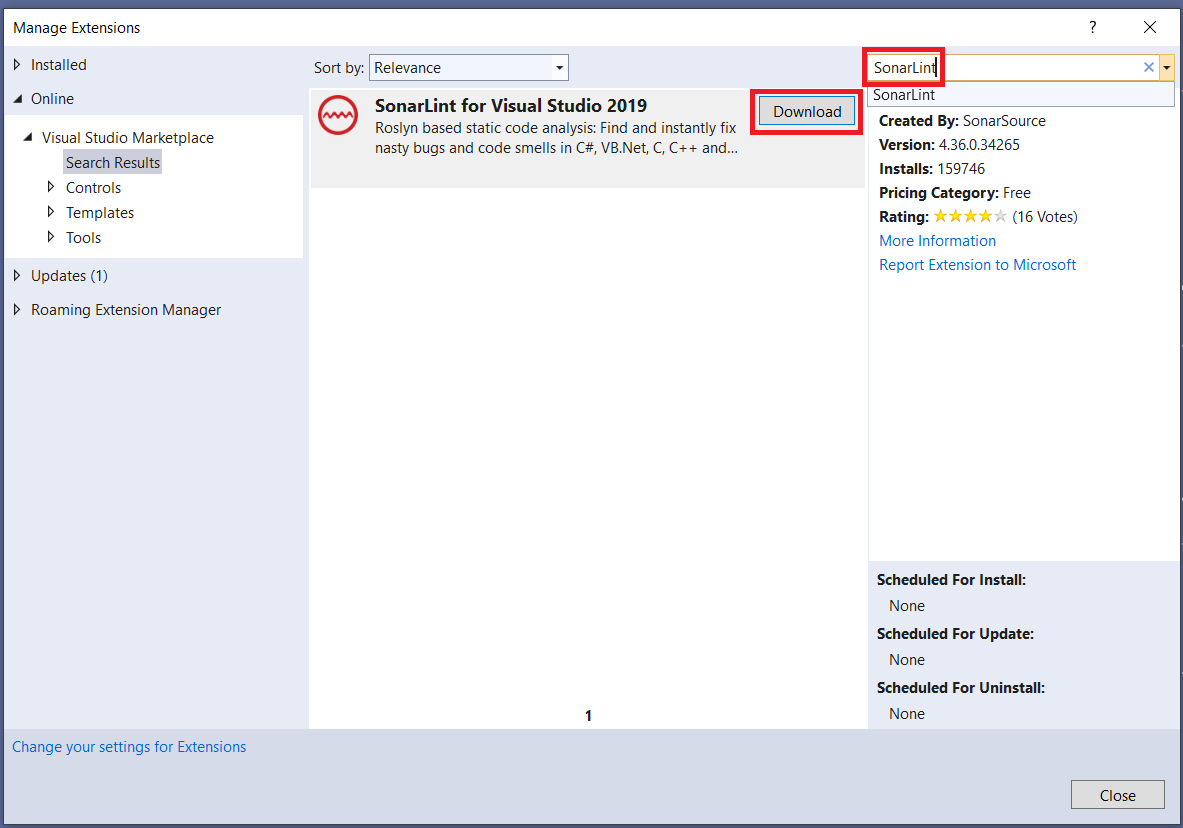 Manage Extensions
?
Installed
Online
Visual Studio Marketplace
Search Results
Controls
Templates
Tools
Updates (1)
Roaming Extension Manager
Sort by: Relevance
SonarLint for Visual Studio 2019
Roslyn based static code analysis: Find and instantly fix
nasty bugs and code smells in C#, VB.Net, C, C++ and...
Download
1
SonarLint
SonarLint
Created By: SonarSource
Version: 4.36.0.34265
Installs: 159746
Pricing Category: Free
Rating: (16 Votes)
More Information
Report Extension to Microsoft
Scheduled For Install:
None
Scheduled For Update:
None
Scheduled For Uninstall:
None
Change your settings for Extensions
Close